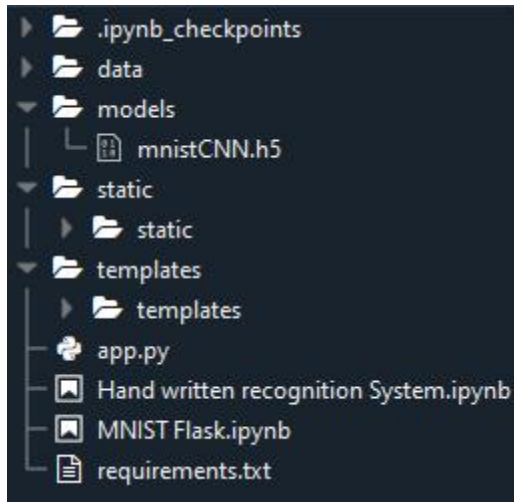 .ipynb_checkpoints
data
models
mnistCNN.h5
static
static
templates
templates
app.py
Hand written recognition System.ipynb
MNIST Flask.ipynb
requirements.txt